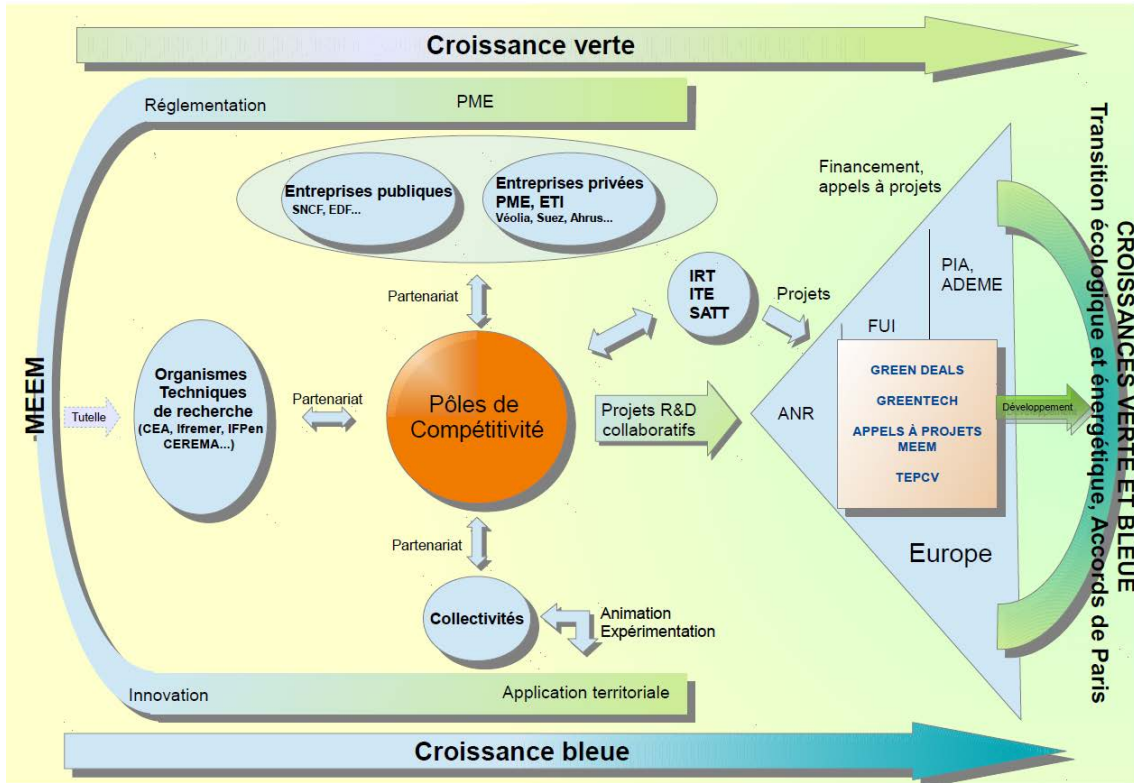 Croissance verte
Réglementation
PME
Entreprises publiques
SNCF, EDF...
Entreprises privées
PME, ETI
Véolia, Suez, Ahrus...
Financement,
appels à projets
Partenariat
IRT
ITE
SATT
Projets
PIA,
ADEME
FUI
MEEM
Tutelle
Organismes
Techniques
de recherche
(CEA, Ifremer, IFPen
CEREMA...)
Partenariat
Pôles de
Compétitivité
Projets R&D
collaboratifs
ANR
GREEN DEALS
GREENTECH
APPELS À PROJETS
MEEM
TEPCV
Développement
Europe
Partenariat
Collectivités
Animation
Expérimentation
Innovation
Application territoriale
Croissance bleue
CROISSANCES VERTE ET BLEUE
Transition écologique et énergétique, Accords de Paris